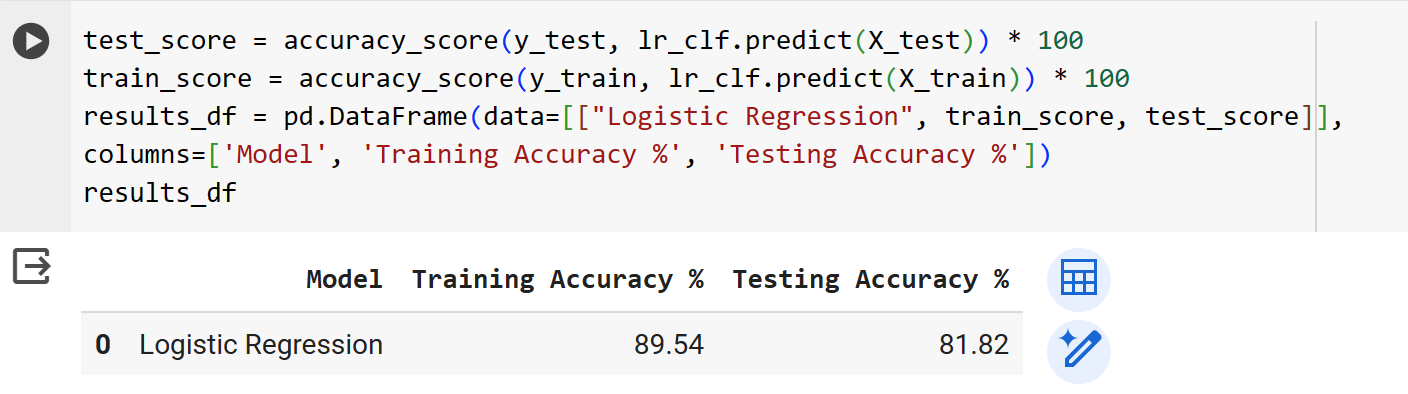 test_score = accuracy_score(y_test, lr_clf.predict(X_test)) * 100
train_score = accuracy_score(y_train, lr_clf.predict(X_train)) * 100
results_df = pd.DataFrame(data=[["Logistic Regression", train_score, test_score]],
columns=['Model', 'Training Accuracy %', 'Testing Accuracy %'])
results_df
Model Training Accuracy % Testing Accuracy %
0 Logistic Regression 89.54 81.82